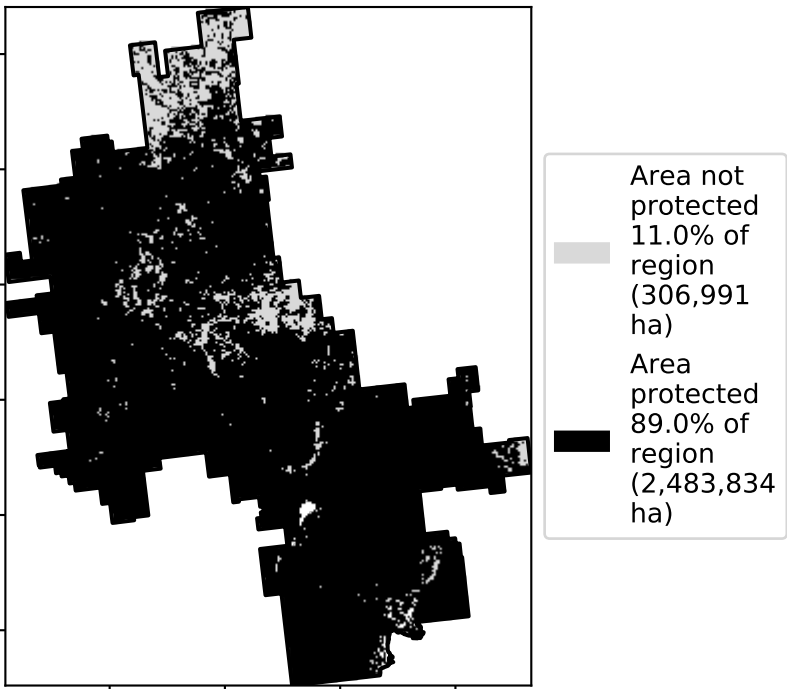 Area not
protected
11.0% of
region
(306,991
ha)
Area
protected
89.0% of
region
(2,483,834
ha)